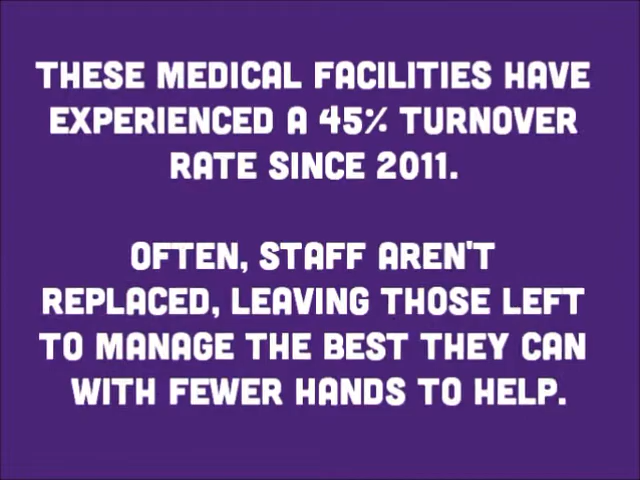 THESE MEDICAL FACILITIES HAVE
EXPERIENCED A 45% TURNOVER
RATE SINCE 2011.
OFTEN, STAFF AREN'T
REPLACED, LEAVING THOSE LEFT
TO MANAGE THE BEST THEY CAN
WITH FEWER HANDS TO HELP.